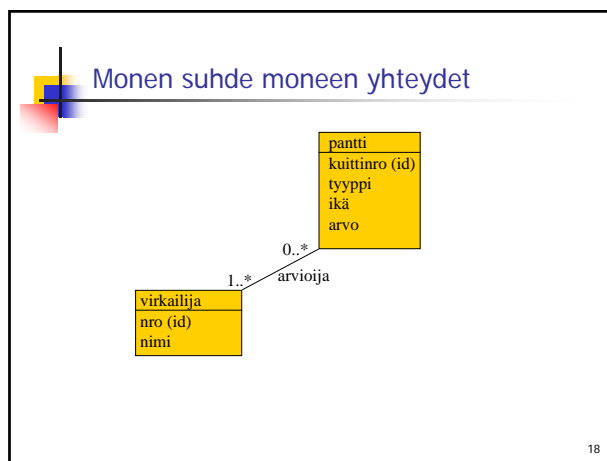 Monen suhde moneen yhteydet
pantti
kuittinro (id)
tyyppi
ikä
arvo
0..*
1..*
arvioija
virkailija
nro (id)
nimi
18